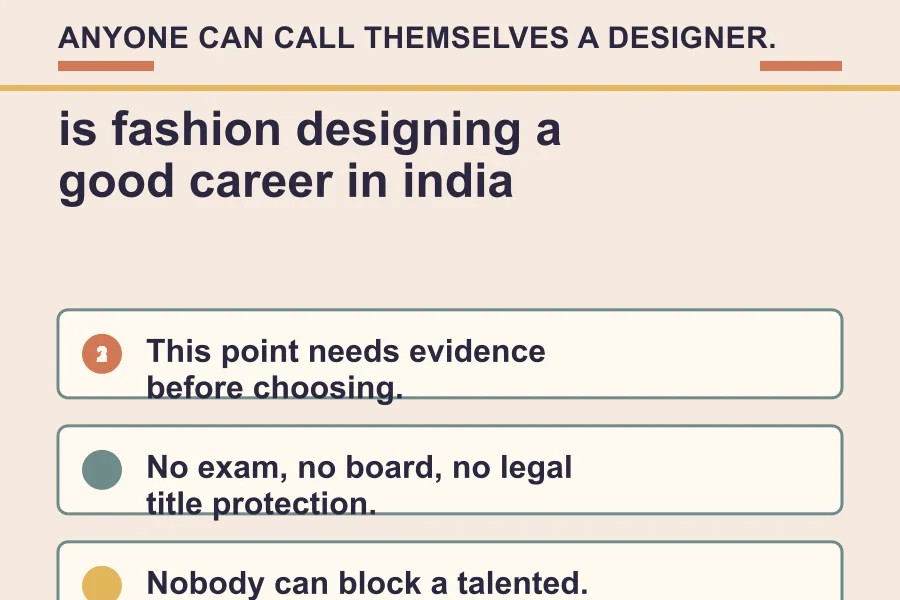 ANYONE CAN CALL THEMSELVES A DESIGNER.
is fashion designing a
good career in india
This point needs evidence
before choosing.
No exam, no board, no legal
title protection.
Nobody can block a talented.